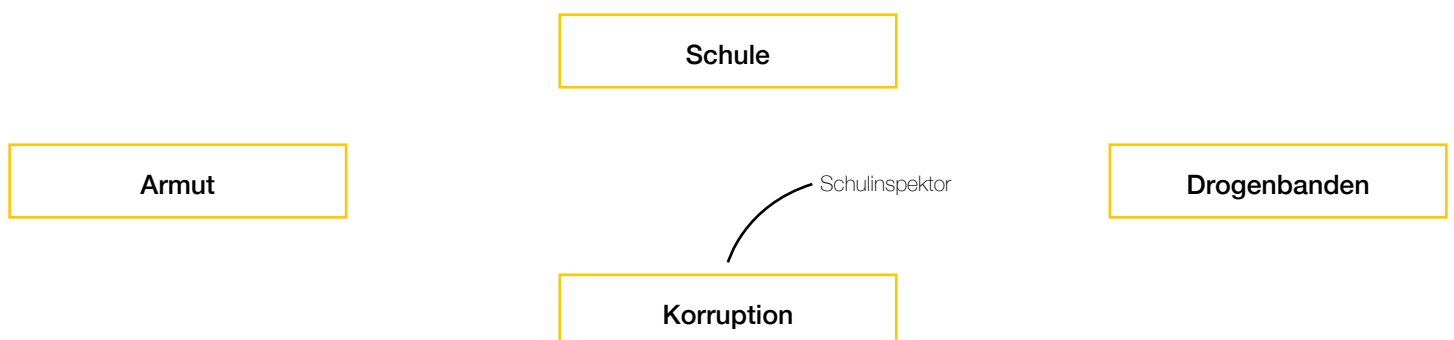 Schule
Armut
Schulinspektor
Drogenbanden
Korruption